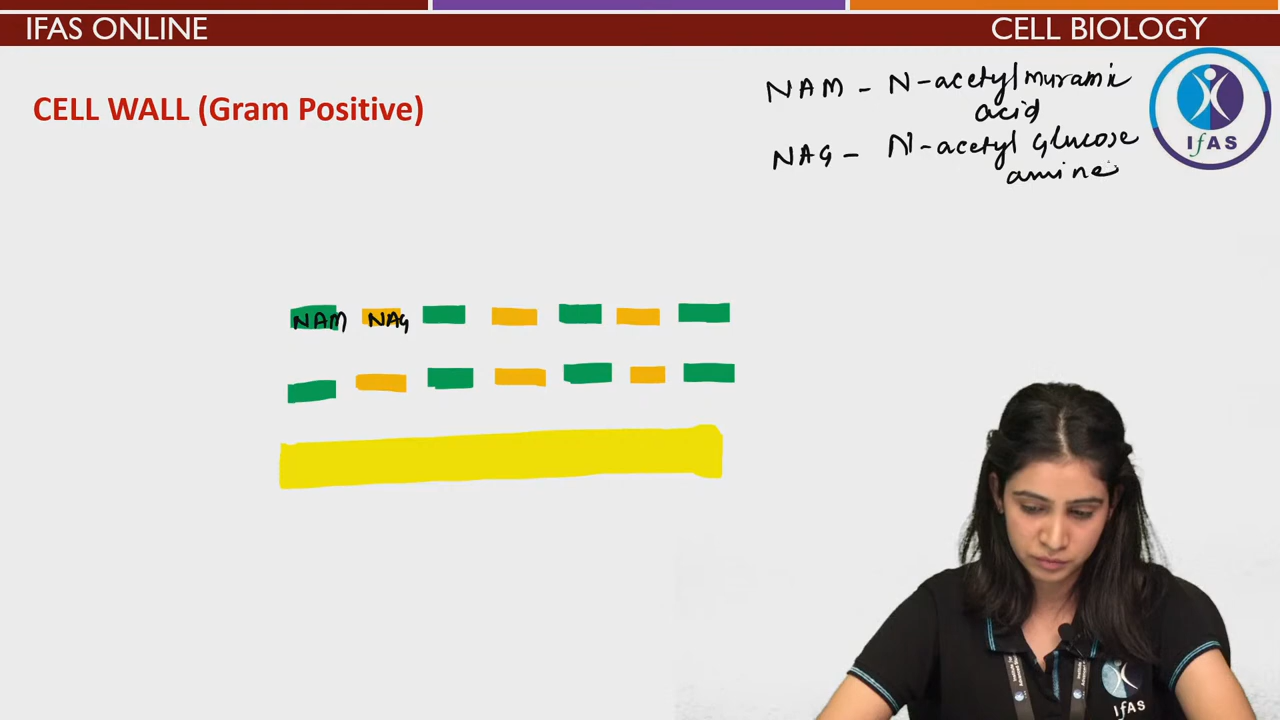 IFAS ONLINE
CELL BIOLOGY
CELL WALL (Gram Positive)
NAM - N-acetylmuramic
acid
NAG - N-acetyl Glucose
amine
IfAS
NAM NAG
IfAS